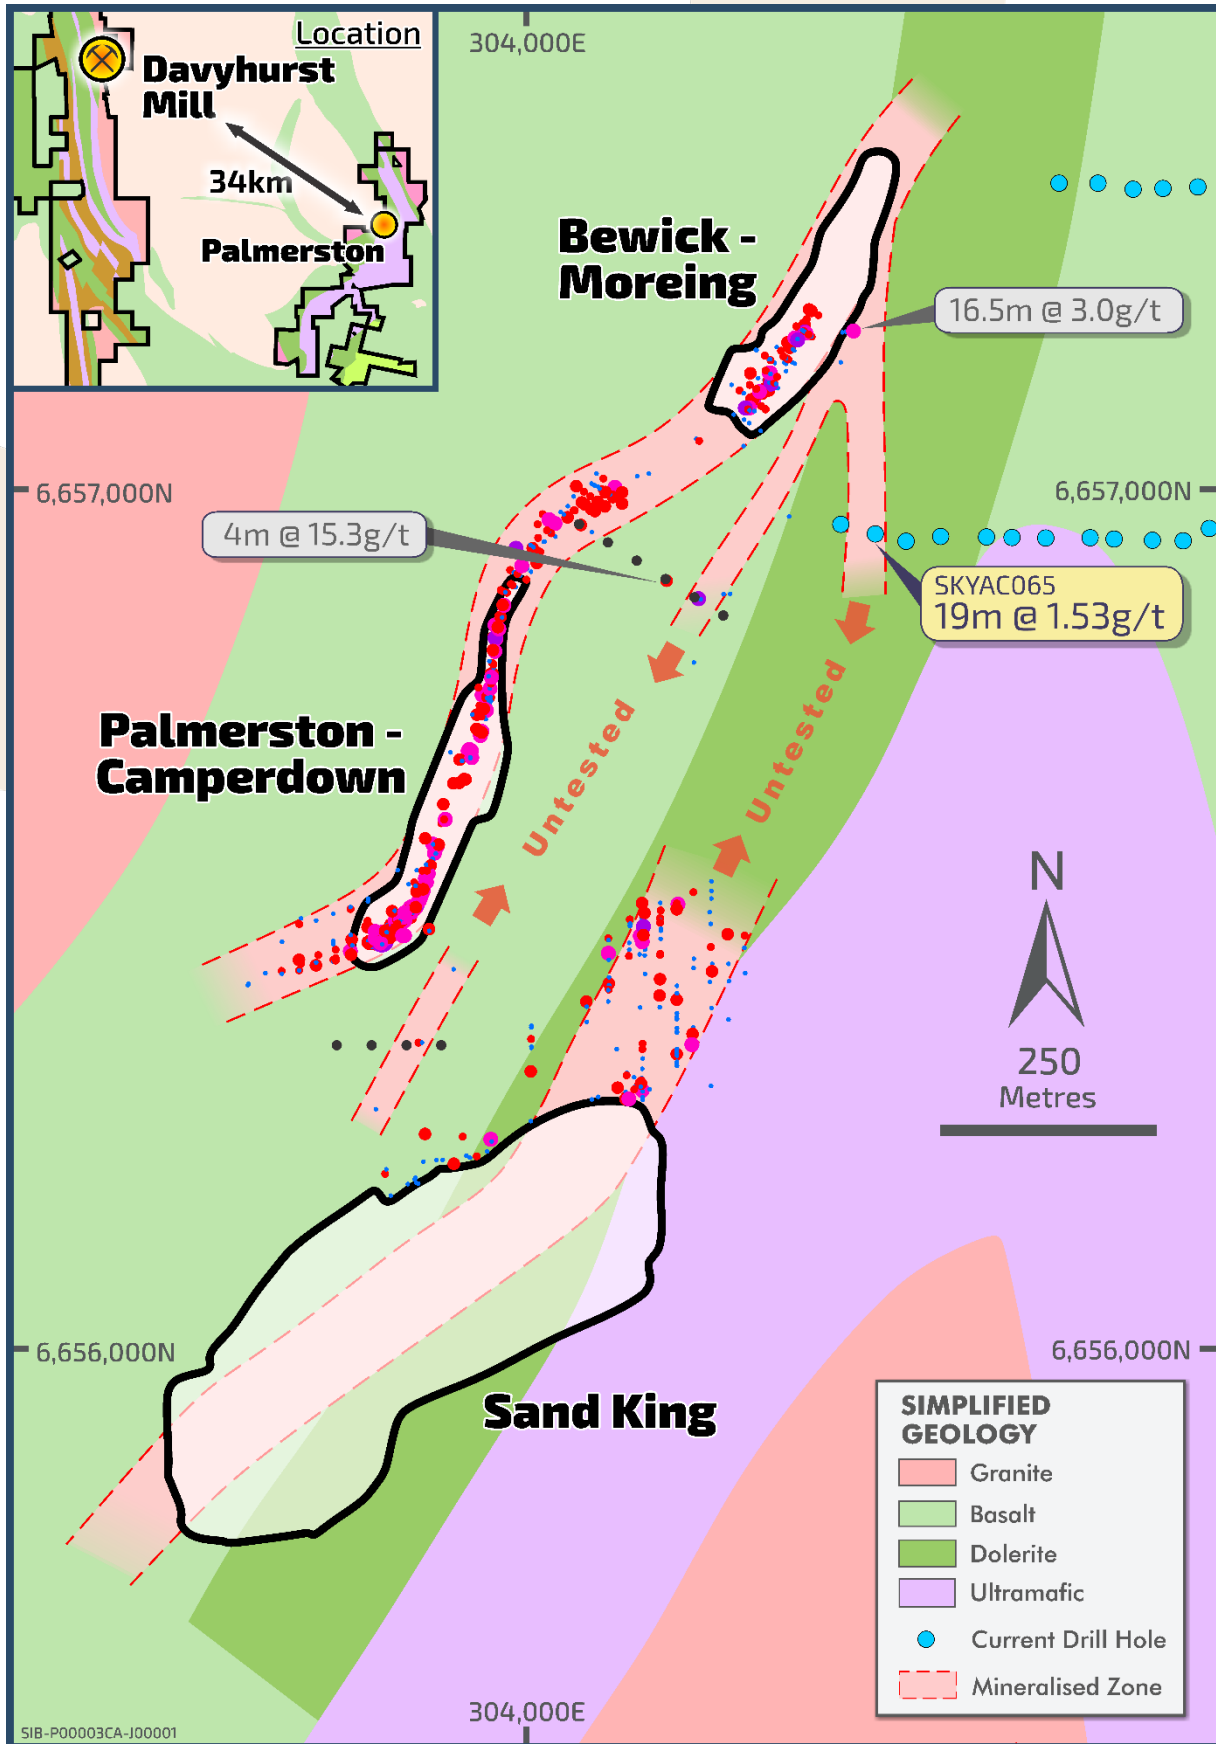 Location
Davyhurst
Mill
34km
Palmerston
304,000E
Bewick -
Moreing
16.5m @ 3.0g/t
6,657,000N
6,657,000N
4m @ 15.3g/t
SKYAC065
19m @ 1.53g/t
Untested
Untested
Palmerston -
Camperdown
N
250
Metres
6,656,000N
6,656,000N
Sand King
SIMPLIFIED
GEOLOGY
Granite
Basalt
Dolerite
Ultramafic
Current Drill Hole
Mineralised Zone
304,000E
SIB-P00003CA-J00001